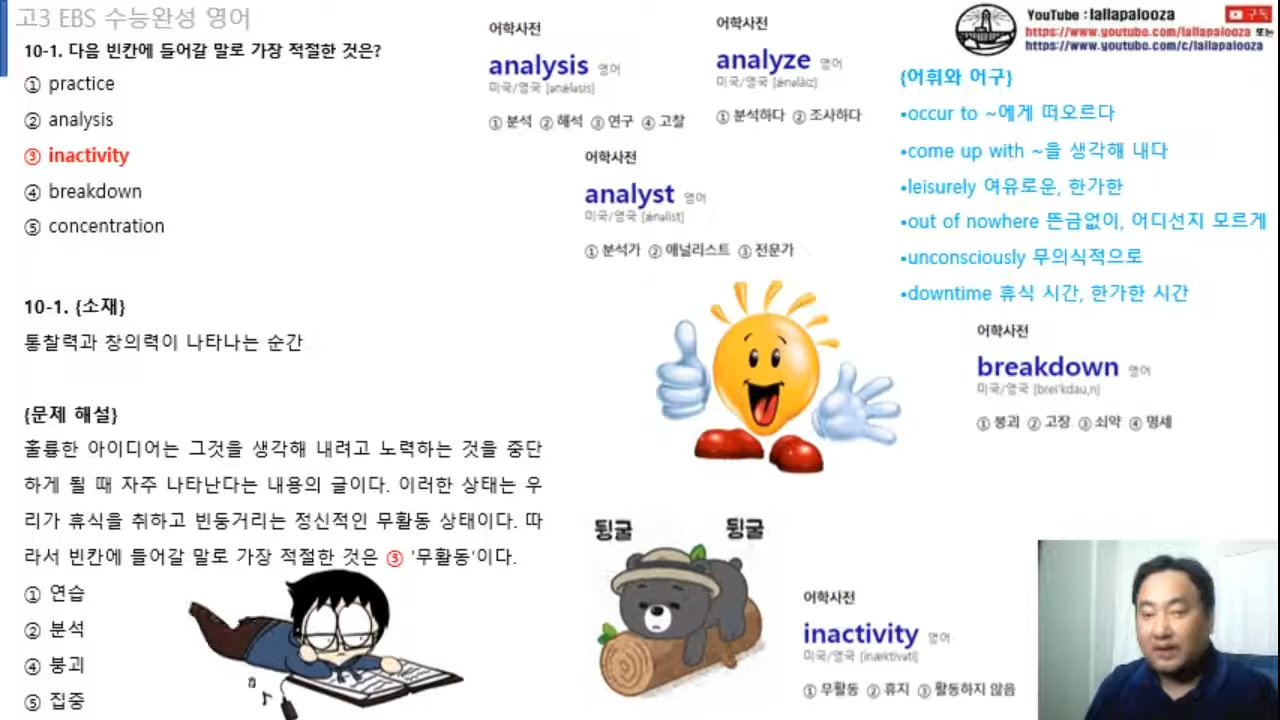 고3 EBS 수능완성 영어
10-1. 다음 빈칸에 들어갈 말로 가장 적절한 것은?
① practice
② analysis
③ inactivity
④ breakdown
⑤ concentration
10-1. {소재}
통찰력과 창의력이 나타나는 순간
{문제 해설}
훌륭한 아이디어는 그것을 생각해 내려고 노력하는 것을 중단
하게 될 때 자주 나타난다는 내용의 글이다. 이러한 상태는 우
리가 휴식을 취하고 빈둥거리는 정신적인 무활동 상태이다. 따
라서 빈칸에 들어갈 말로 가장 적절한 것은 ③ '무활동'이다.
① 연습
② 분석
④ 붕괴
⑤ 집중
어학사전
analysis 영어
미국/영국 [ənӕləsis]
① 분석 ② 해석 ③ 연구 ④ 고찰
어학사전
analyze 영어
미국/영국 [ӕnəlàiz]
① 분석하다 ② 조사하다
어학사전
analyst 영어
미국/영국 [ӕnəlist]
① 분석가 ② 애널리스트 ③ 전문가
YouTube : lallapalooza
구독
https://www.youtube.com/lallapalooza 또는
https://www.youtube.com/c/lallapalooza
{어휘와 어구}
•occur to ~에게 떠오르다
•come up with ~을 생각해 내다
•leisurely 여유로운, 한가한
•out of nowhere 뜬금없이, 어디선지 모르게
•unconsciously 무의식적으로
•downtime 휴식 시간, 한가한 시간
어학사전
breakdown 영어
미국/영국 [brei'kdau,n]
① 붕괴 ② 고장 ③ 쇠약 ④ 명세
뒹굴 뒹굴
어학사전
inactivity 영어
미국/영국 [inӕktivəti]
① 무활동 ② 휴지 ③ 활동하지 않음